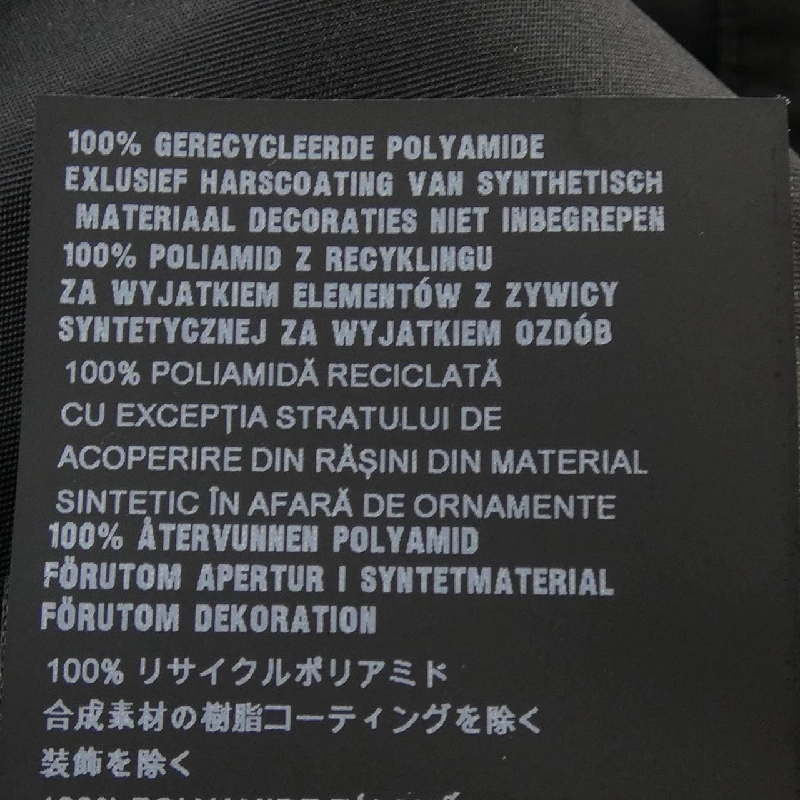 100% GERECYCLEERDE POLYAMIDE
EXLUSIEF HARSCOATING VAN SYNTHETISCH
MATERIAAL DECORATIES NIET INBEGREPEN
100% POLIAMID Z RECYKLINGU
ZA WYJATKIEM ELEMENTÓW Z ZYWICY
SYNTETYCZNEJ ZA WYJATKIEM OZDÓB
100% POLIAMIDĂ RECICLATĂ
CU EXCEPȚIA STRATULUI DE
ACOPERIRE DIN RĂȘINI DIN MATERIAL
SINTETIC ÎN AFARĂ DE ORNAMENTE
100% ÅTERVUNNEN POLYAMID
FÖRUTOM APERTUR I SYNTETMATERIAL
FÖRUTOM DEKORATION
100% リサイクルポリアミド
合成素材の樹脂コーティングを除く
装飾を除く